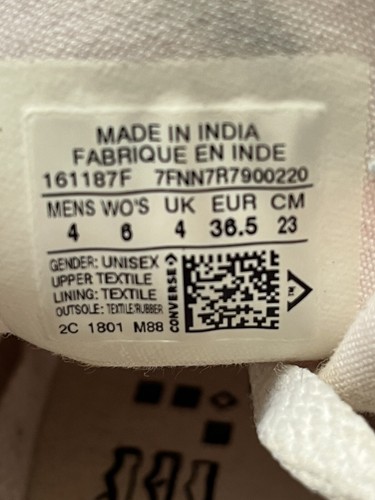 MADE IN INDIA
FABRIQUE EN INDE
161187F 7FNN7R7900220
MENS WO'S UK EUR CM
4 6 4 36.5 23
GENDER: UNISEX
UPPER TEXTILE
LINING: TEXTILE
OUTSOLE: TEXTILE/RUBBER
2C 1801 M88
CONVERSE
TM